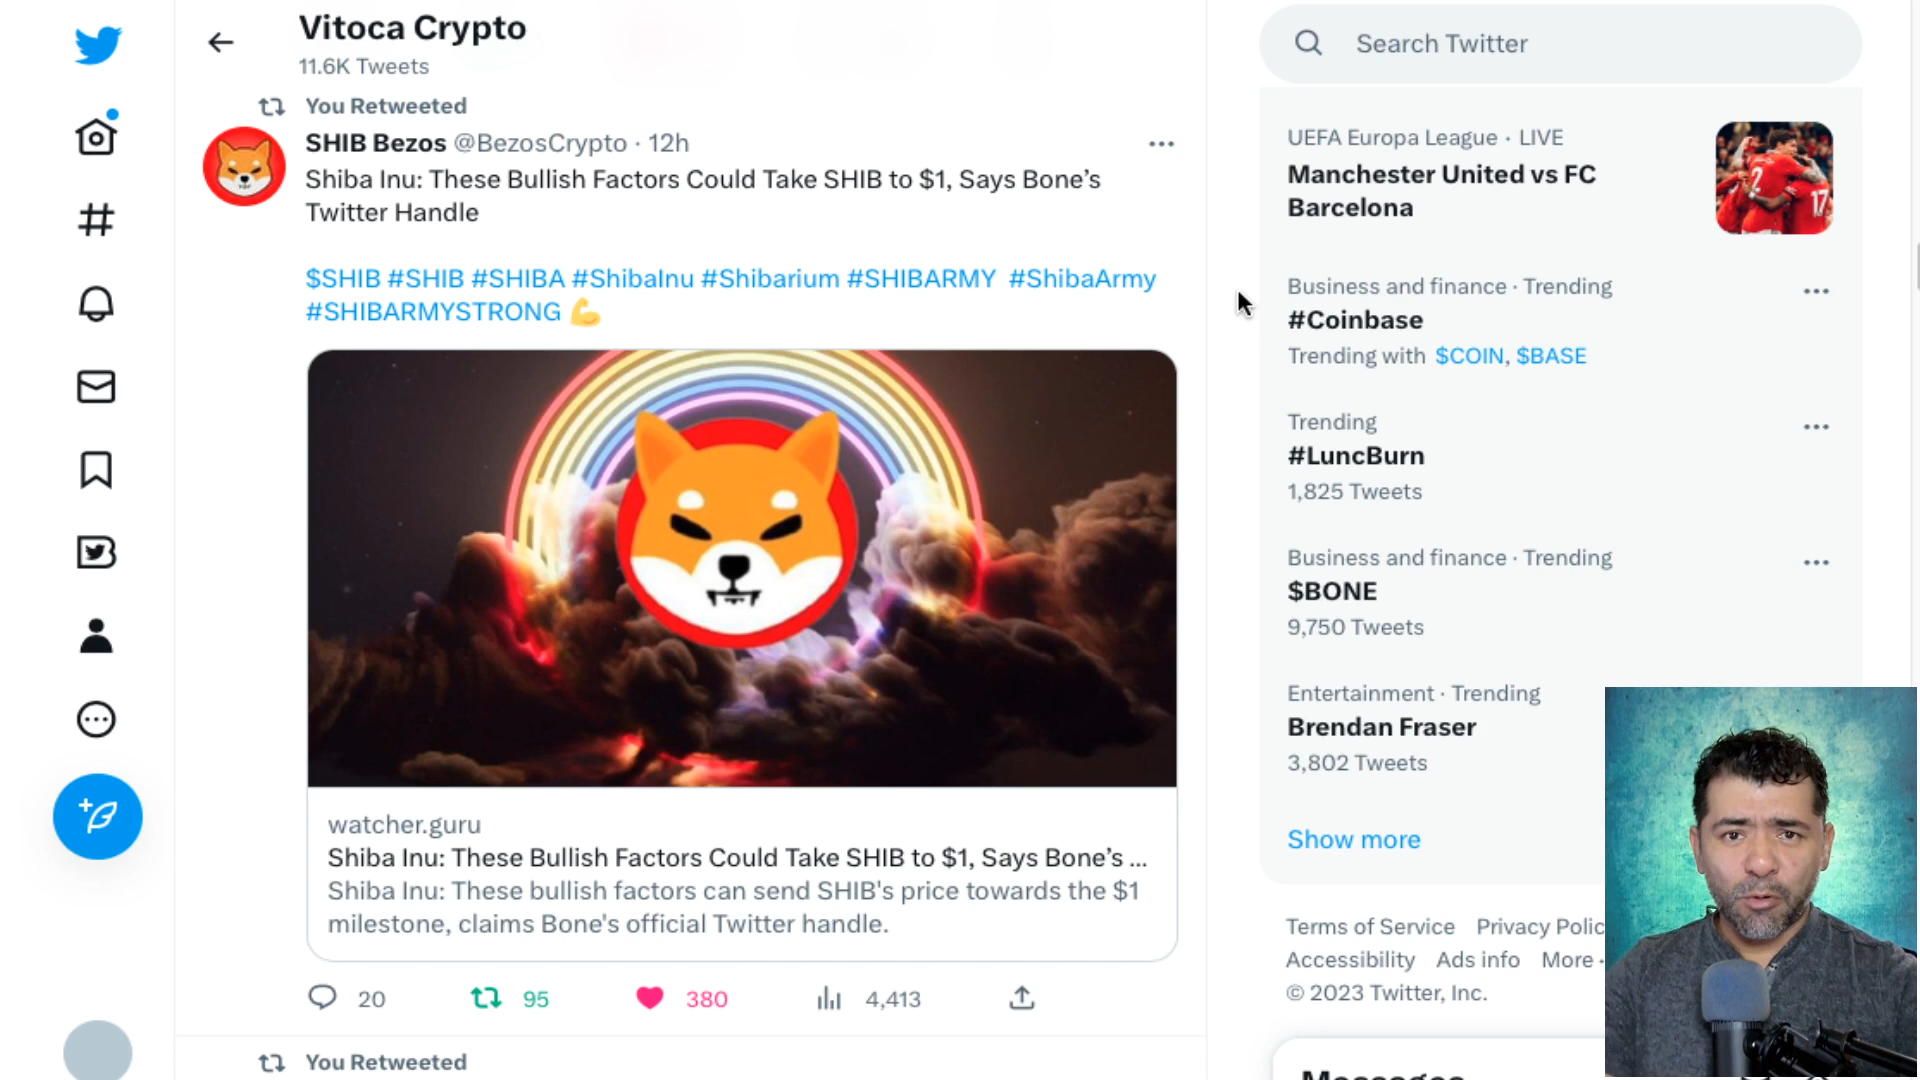 Vitoca Crypto
11.6K Tweets
Search Twitter
You Retweeted
SHIB Bezos @BezosCrypto · 12h
Shiba Inu: These Bullish Factors Could Take SHIB to $1, Says Bone’s
Twitter Handle
$SHIB #SHIB #SHIBA #ShibaInu #Shibarium #SHIBARMY #ShibaArmy
#SHIBARMYSTRONG 💪
watcher.guru
Shiba Inu: These Bullish Factors Could Take SHIB to $1, Says Bone’s ...
Shiba Inu: These bullish factors can send SHIB's price towards the $1
milestone, claims Bone's official Twitter handle.
20 95 380 4,413
You Retweeted
UEFA Europa League · LIVE
Manchester United vs FC
Barcelona
2
17
Business and finance · Trending
#Coinbase
Trending with $COIN, $BASE
Trending
#LuncBurn
1,825 Tweets
Business and finance · Trending
$BONE
9,750 Tweets
Entertainment · Trending
Brendan Fraser
3,802 Tweets
Show more
Terms of Service Privacy Polic
Accessibility Ads info More ·
© 2023 Twitter, Inc.
Messages